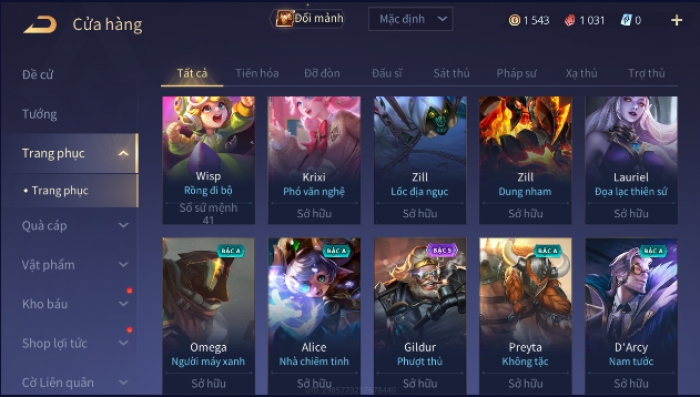 Cửa hàng
Đổi mảnh
Mặc định
1 543
1 031
0
Đề cử
Tướng
Trang phục
• Trang phục
Quà cáp
Vật phẩm
Kho báu
Shop lợi tức
Cờ Liên quân
Tất cả
Tiến hóa
Đỡ đòn
Đấu sĩ
Sát thủ
Pháp sư
Xạ thủ
Trợ thủ
Wisp
Rồng đi bộ
Số sứ mệnh
41
Krixi
Phó văn nghệ
Sở hữu
Zill
Lốc địa ngục
Sở hữu
Zill
Dung nham
Sở hữu
Lauriel
Đọa lạc thiên sứ
Sở hữu
BẬC A
Omega
Người máy xanh
Sở hữu
BẬC A
Alice
Nhà chiêm tinh
Sở hữu
BẬC S
Gildur
Phượt thủ
Sở hữu
BẬC A
Preyta
Không tặc
Sở hữu
BẬC A
D'Arcy
Nam tước
Sở hữu